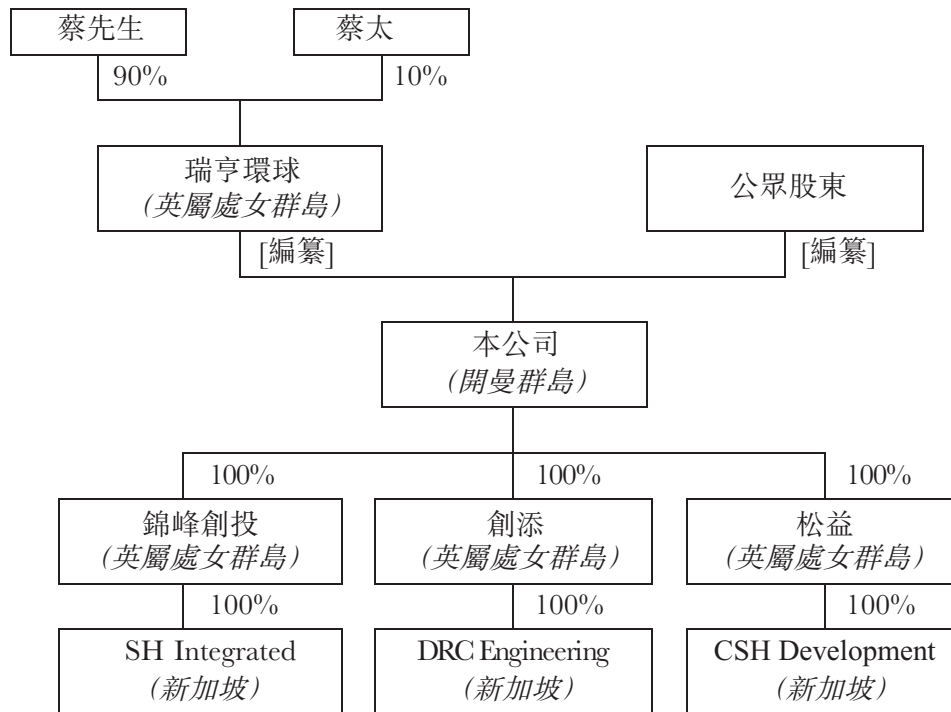 蔡先生
蔡太
90%
10%
瑞亨環球
(英屬處女群島)
公眾股東
[編纂]
[編纂]
本公司
(開曼群島)
100%
100%
100%
錦峰創投
(英屬處女群島)
創添
(英屬處女群島)
松益
(英屬處女群島)
100%
100%
100%
SH Integrated
(新加坡)
DRC Engineering
(新加坡)
CSH Development
(新加坡)